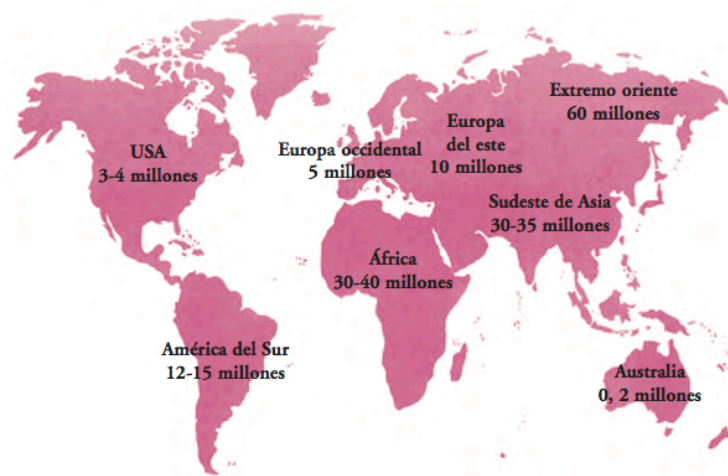 Extremo oriente
60 millones
USA
3-4 millones
Europa occidental
5 millones
Europa
del este
10 millones
Sudeste de Asia
30-35 millones
África
30-40 millones
América del Sur
12-15 millones
Australia
0, 2 millones